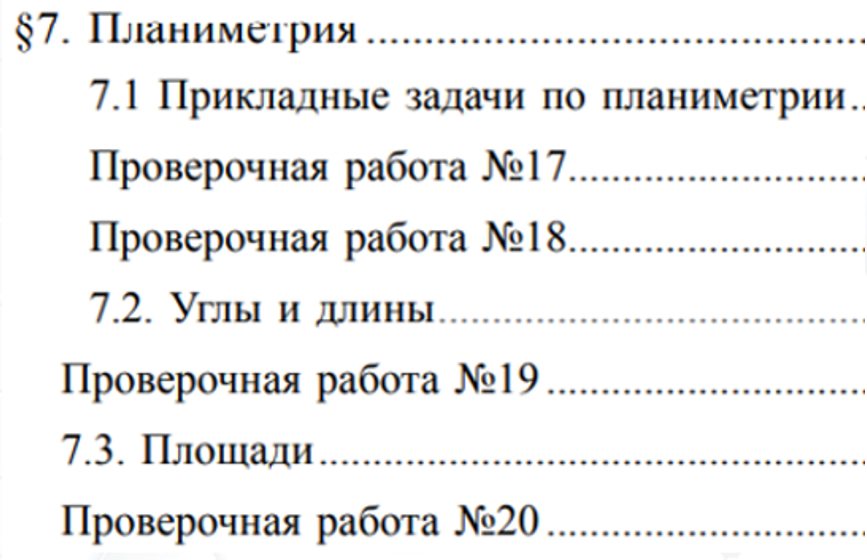 §7. Планиметрия ................................................
7.1 Прикладные задачи по планиметрии..
Проверочная работа №17...........................
Проверочная работа №18...........................
7.2. Углы и длины.......................................
Проверочная работа №19 .............................
7.3. Площади..................................................
Проверочная работа №20 .............................